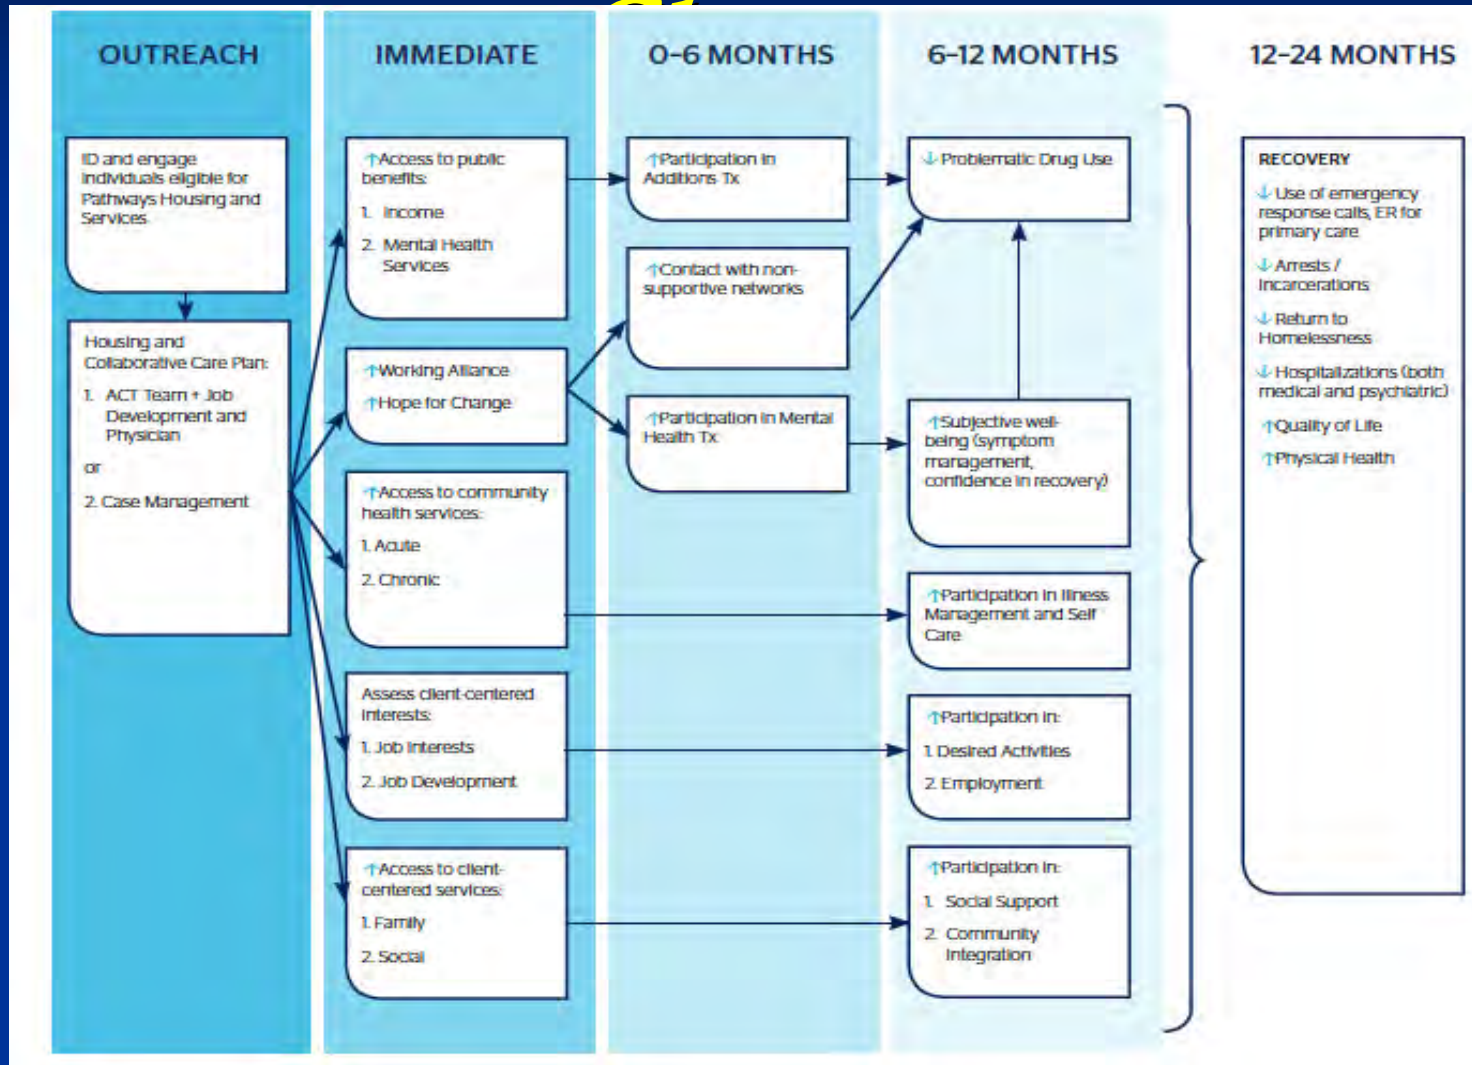 OUTREACH
ID and engage
individuals eligible for
Pathways Housing and
Services
Housing and
Collaborative Care Plan:
1. ACT Team + Job
Development and
Physician
or
2. Case Management
IMMEDIATE
↑Access to public
benefits:
1. Income
2. Mental Health
Services
↑Working Alliance
↑Hope for Change
↑Access to community
health services:
1. Acute
2. Chronic
Assess client-centered
interests:
1. Job Interests
2. Job Development
↑Access to client-
centered services:
1. Family
2. Social
0–6 MONTHS
↑Participation in
Additions Tx
↑Contact with non-
supportive networks
↑Participation in Mental
Health Tx
6–12 MONTHS
↓ Problematic Drug Use
↑Subjective well-
being (symptom
management,
confidence in recovery)
↑Participation in Illness
Management and Self
Care
↑Participation in:
1. Desired Activities
2. Employment
↑Participation in:
1. Social Support
2. Community
Integration
12–24 MONTHS
RECOVERY
↓ Use of emergency
response calls, ER for
primary care
↓ Arrests /
Incarcerations
↓ Return to
Homelessness
↓ Hospitalizations (both
medical and psychiatric)
↑Quality of Life
↑Physical Health